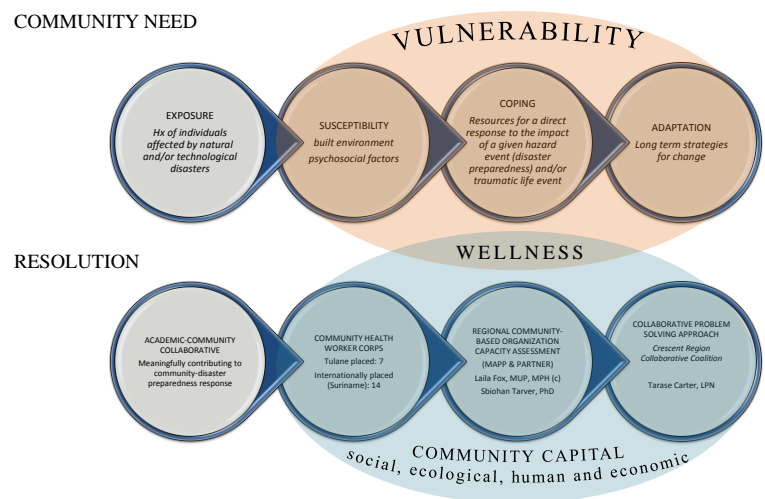 COMMUNITY NEED
VULNERABILITY
EXPOSURE
Hx of individuals
affected by natural
and/or technological
disasters
SUSCEPTIBILITY
built environment
psychosocial factors
COPING
Resources for a direct
response to the impact
of a given hazard
event (disaster
preparedness) and/or
traumatic life event
ADAPTATION
Long term strategies
for change
WELLNESS
RESOLUTION
ACADEMIC-COMMUNITY
COLLABORATIVE
Meaningfully contributing to
community-disaster
preparedness response
COMMUNITY HEALTH
WORKER CORPS
Tulane placed: 7
Internationally placed
(Suriname): 14
REGIONAL COMMUNITY-
BASED ORGANIZATION
CAPACITY ASSESSMENT
(MAPP & PARTNER)
Laila Fox, MUP, MPH (c)
Sbiohan Tarver, PhD
COLLABORATIVE PROBLEM
SOLVING APPROACH
Crescent Region
Collaborative Coalition
Tarase Carter, LPN
COMMUNITY CAPITAL
social, ecological, human and economic